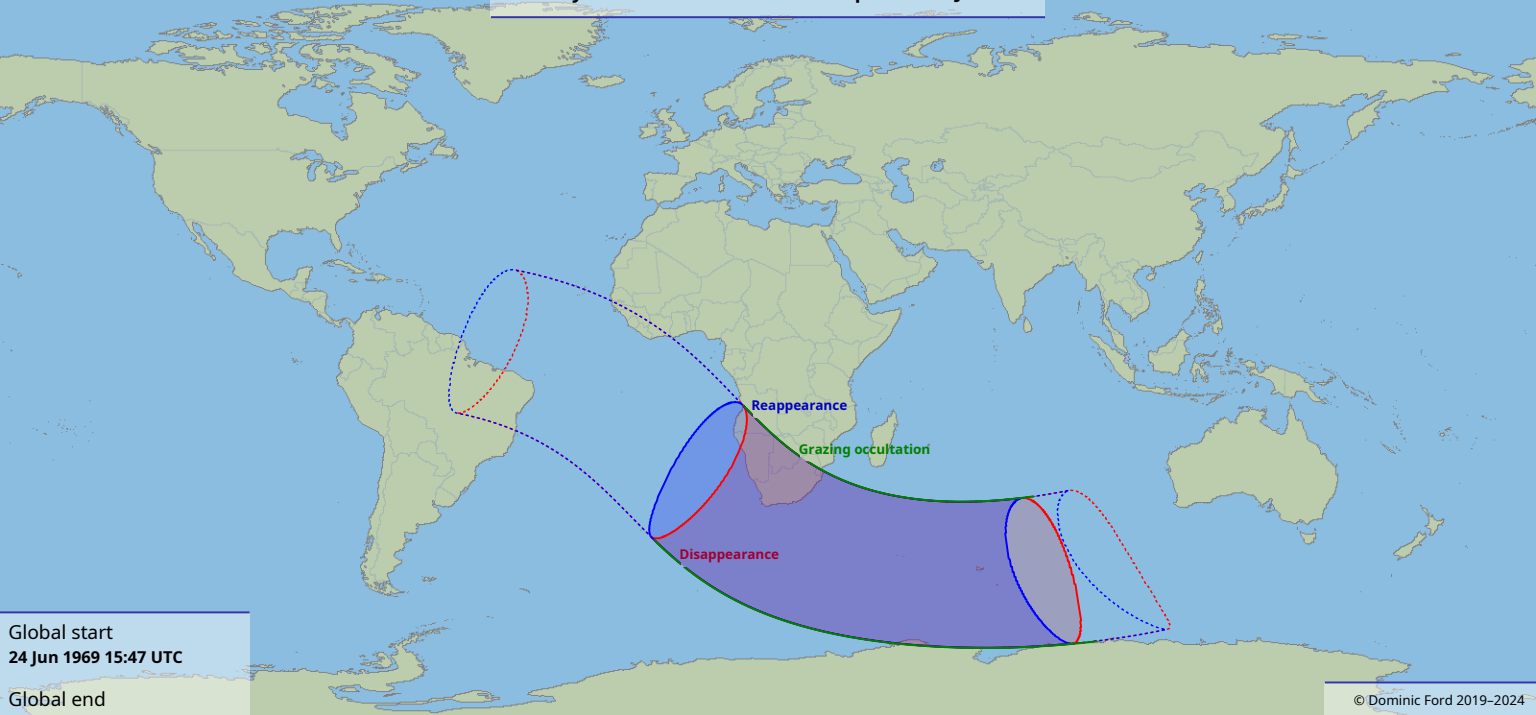 Reappearance
Grazing occultation
Disappearance
Global start
24 Jun 1969 15:47 UTC
Global end
© Dominic Ford 2019–2024